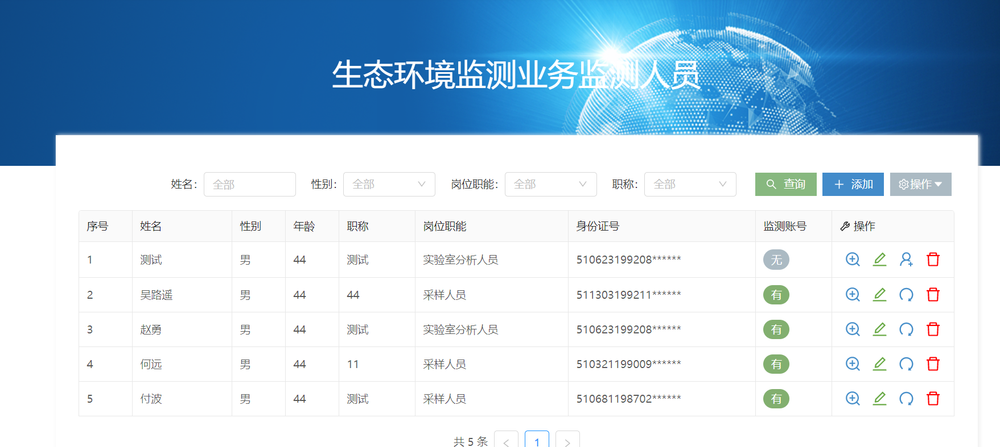 生态环境监测业务监测人员
姓名: 全部 性别: 全部 岗位职能: 全部 职称: 全部 查询 添加 操作
序号 姓名 性别 年龄 职称 岗位职能 身份证号 监测账号 操作
1 测试 男 44 测试 实验室分析人员 510623199208****** 无
2 吴路遥 男 44 44 采样人员 511303199211****** 有
3 赵勇 男 44 测试 实验室分析人员 510623199208****** 有
4 何远 男 44 11 采样人员 510321199009****** 有
5 付波 男 44 测试 采样人员 510681198702****** 有
共 5 条 < 1 >